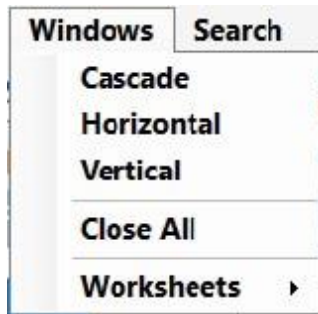 Windows Search
Cascade
Horizontal
Vertical
Close All
Worksheets